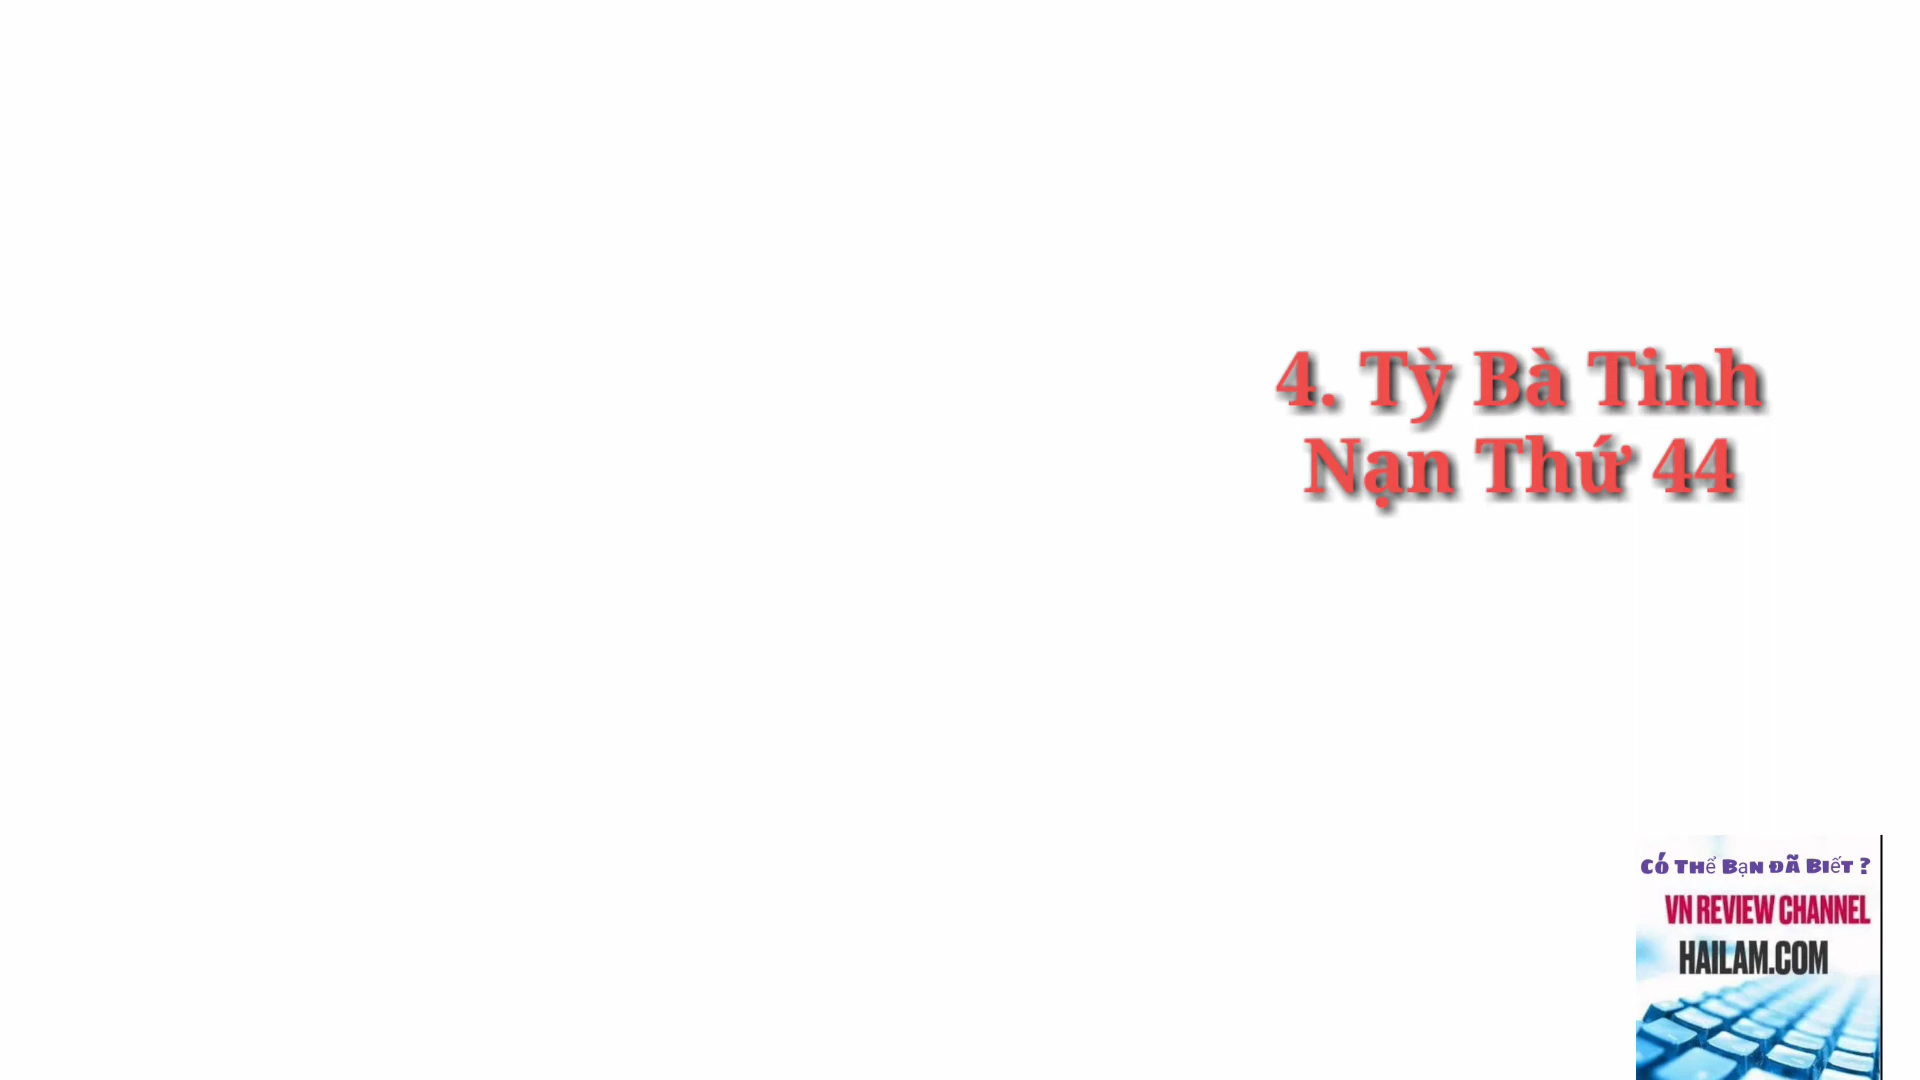 4. Tỳ Bà Tinh
Nạn Thứ 44
Có Thể Bạn Đã Biết ?
VN REVIEW CHANNEL
HAILAM.COM